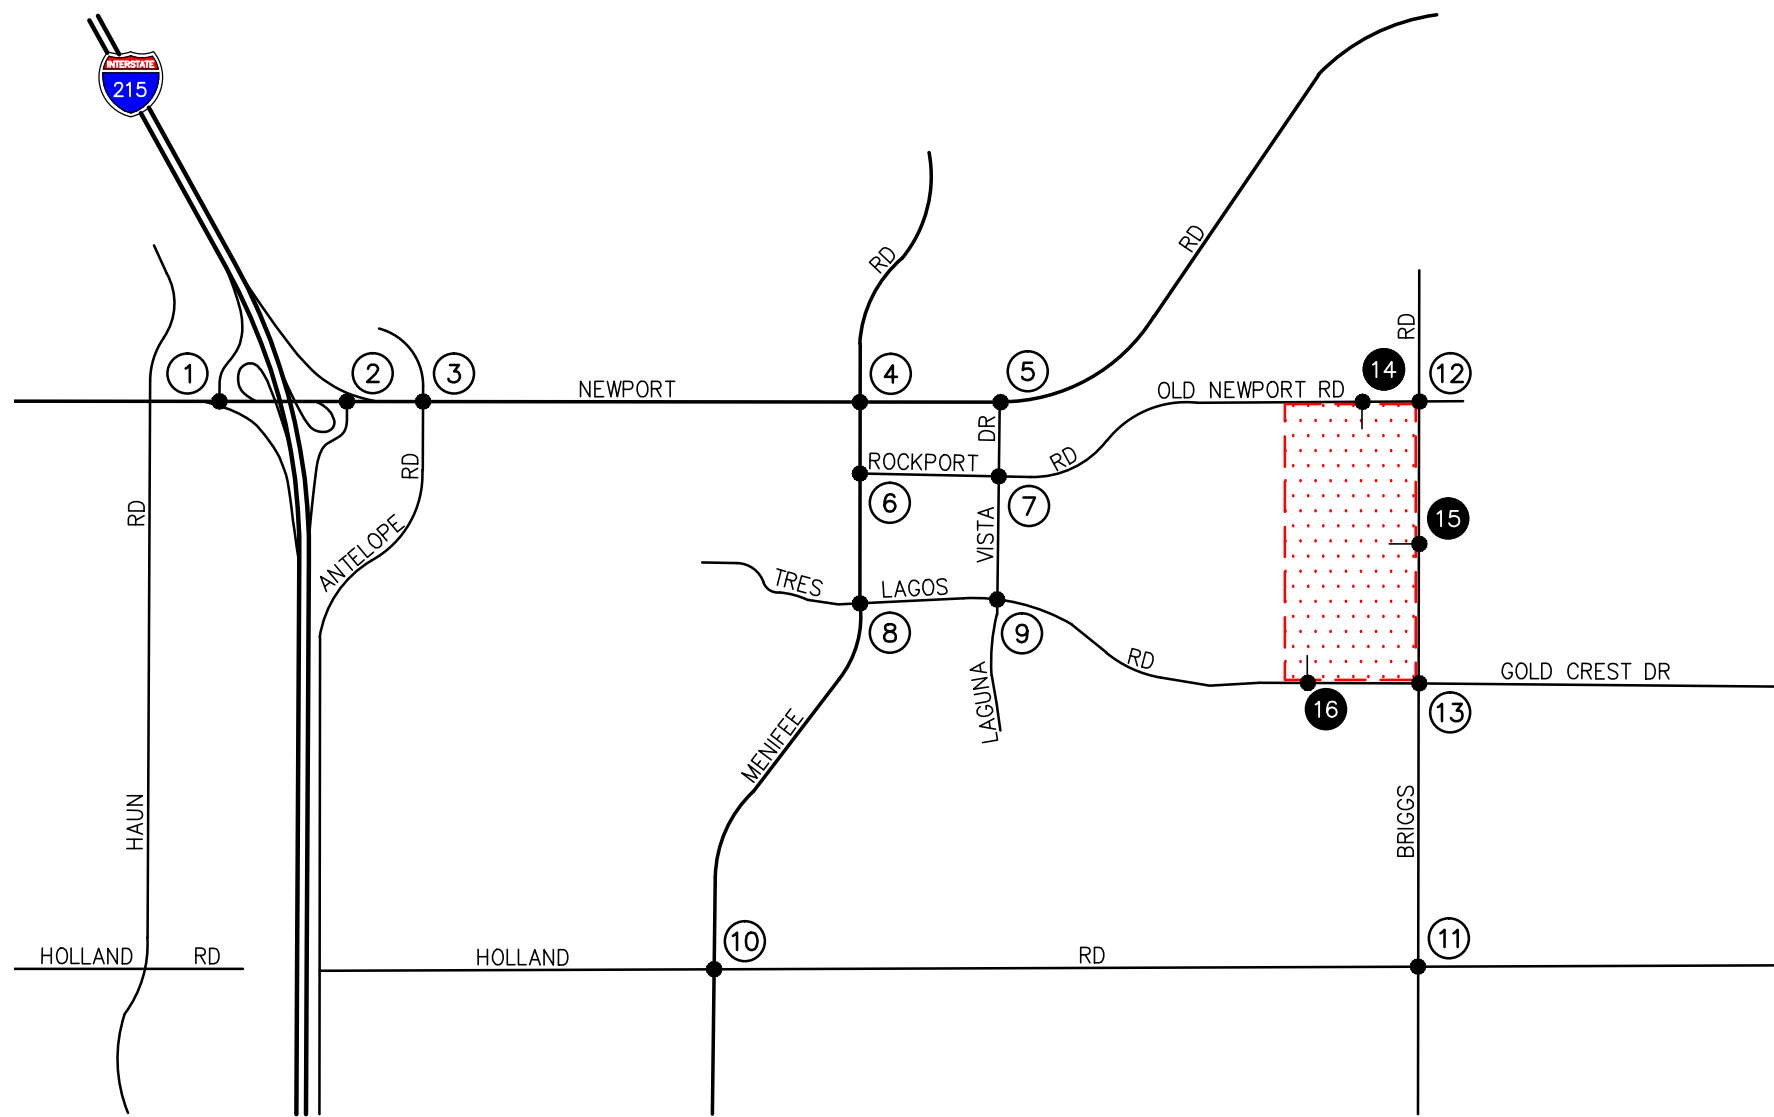 INTERSTATE
215
RD
RD
RD
1
2
3
4
5
14
12
NEWPORT
OLD NEWPORT RD
DR
RD
RD
ROCKPORT
RD
6
7
15
ANTELOPE
VISTA
TRES
LAGOS
8
9
RD
LAGUNA
GOLD CREST DR
16
13
MENIFEE
HAUN
BRIGGS
10
11
HOLLAND RD
HOLLAND
RD